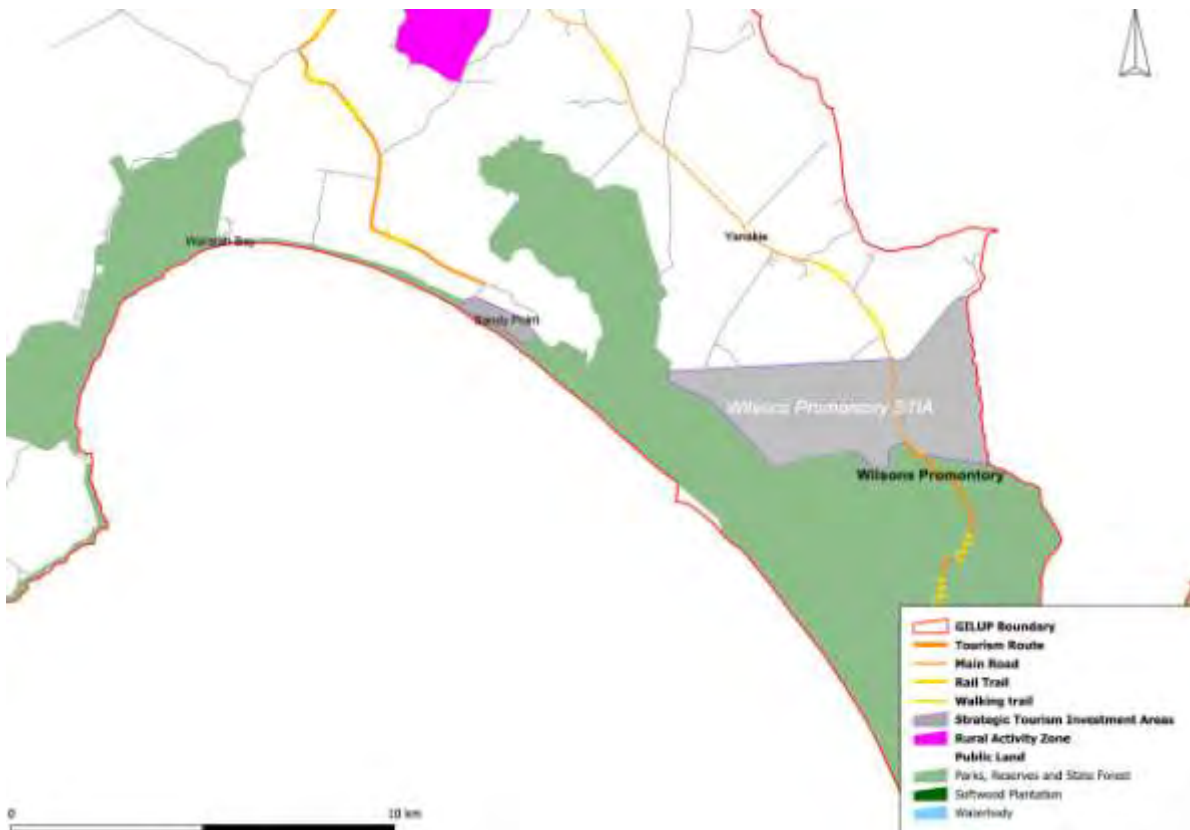 Waratah Bay
Yanakie
Sandy Point
Wilsons Promontory STIA
Wilsons Promontory
GILUP Boundary
Tourism Route
Main Road
Rail Trail
Walking trail
Strategic Tourism Investment Areas
Rural Activity Zone
Public Land
Parks, Reserves and State Forest
Softwood Plantation
Waterbody
0 10 km